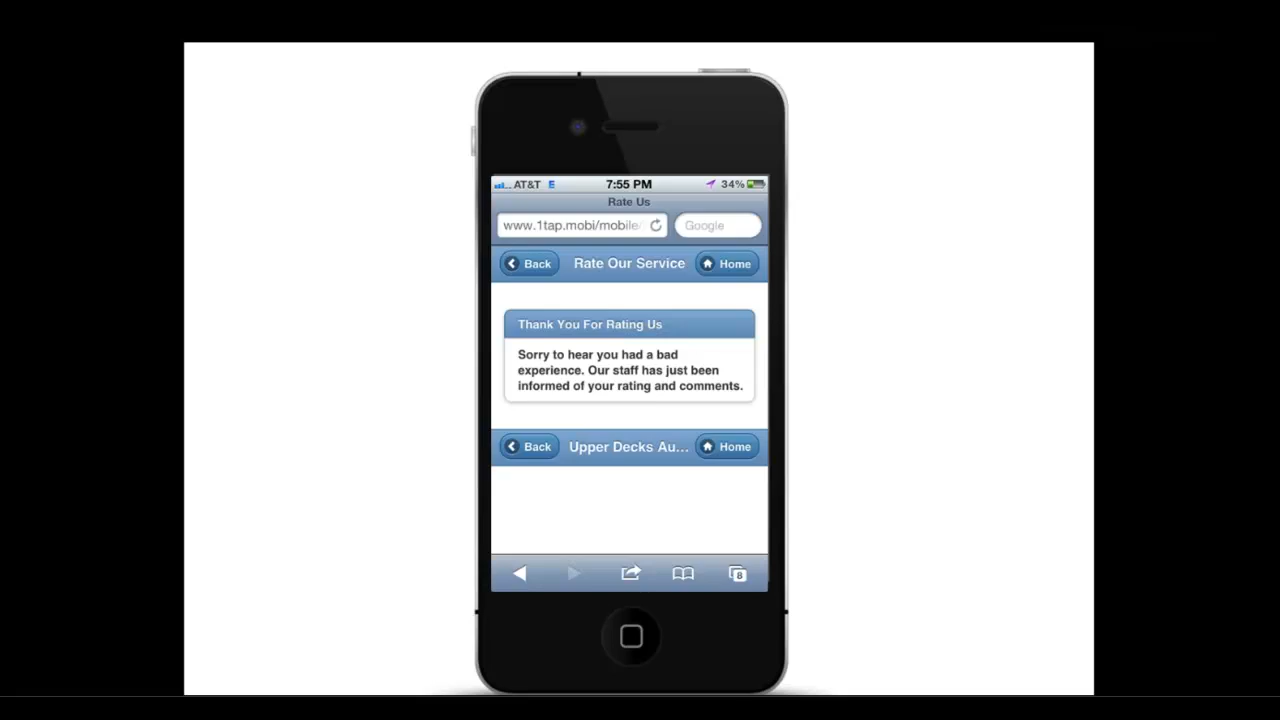 AT&T E 7:55 PM 34%
Rate Us
www.1tap.mobi/mobile/ Google
Back Rate Our Service Home
Thank You For Rating Us
Sorry to hear you had a bad
experience. Our staff has just been
informed of your rating and comments.
Back Upper Decks Au... Home
8